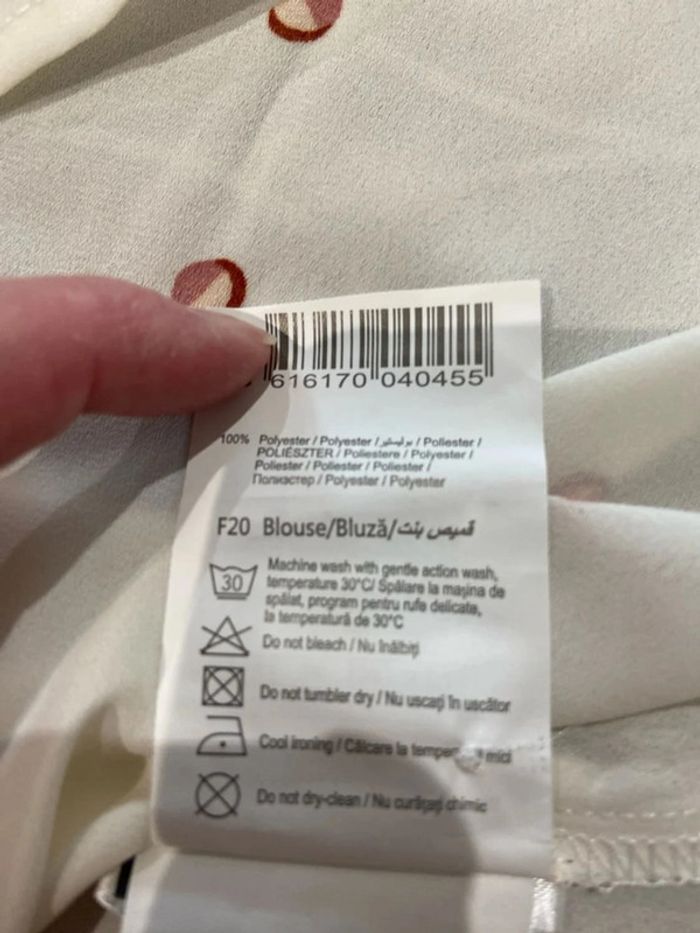 616170 040455
100% Polyester / Polyester / بوليستر / Poliester /
POLIÉSZTER / Poliestere / Polyester /
Poliester / Poliester / Poliester /
Полиэстер / Polyester / Polyester
F20 Blouse/Bluză/قميص بنت
30
Machine wash with gentle action wash,
temperature 30°C/ Spălare la mașina de
spălat, program pentru rufe delicate,
la temperatură de 30°C
Do not bleach / Nu înălbiți
Do not tumbler dry / Nu uscați în uscător
Cool ironing / Călcare la mici
Do not dry-clean / Nu curățați chimic